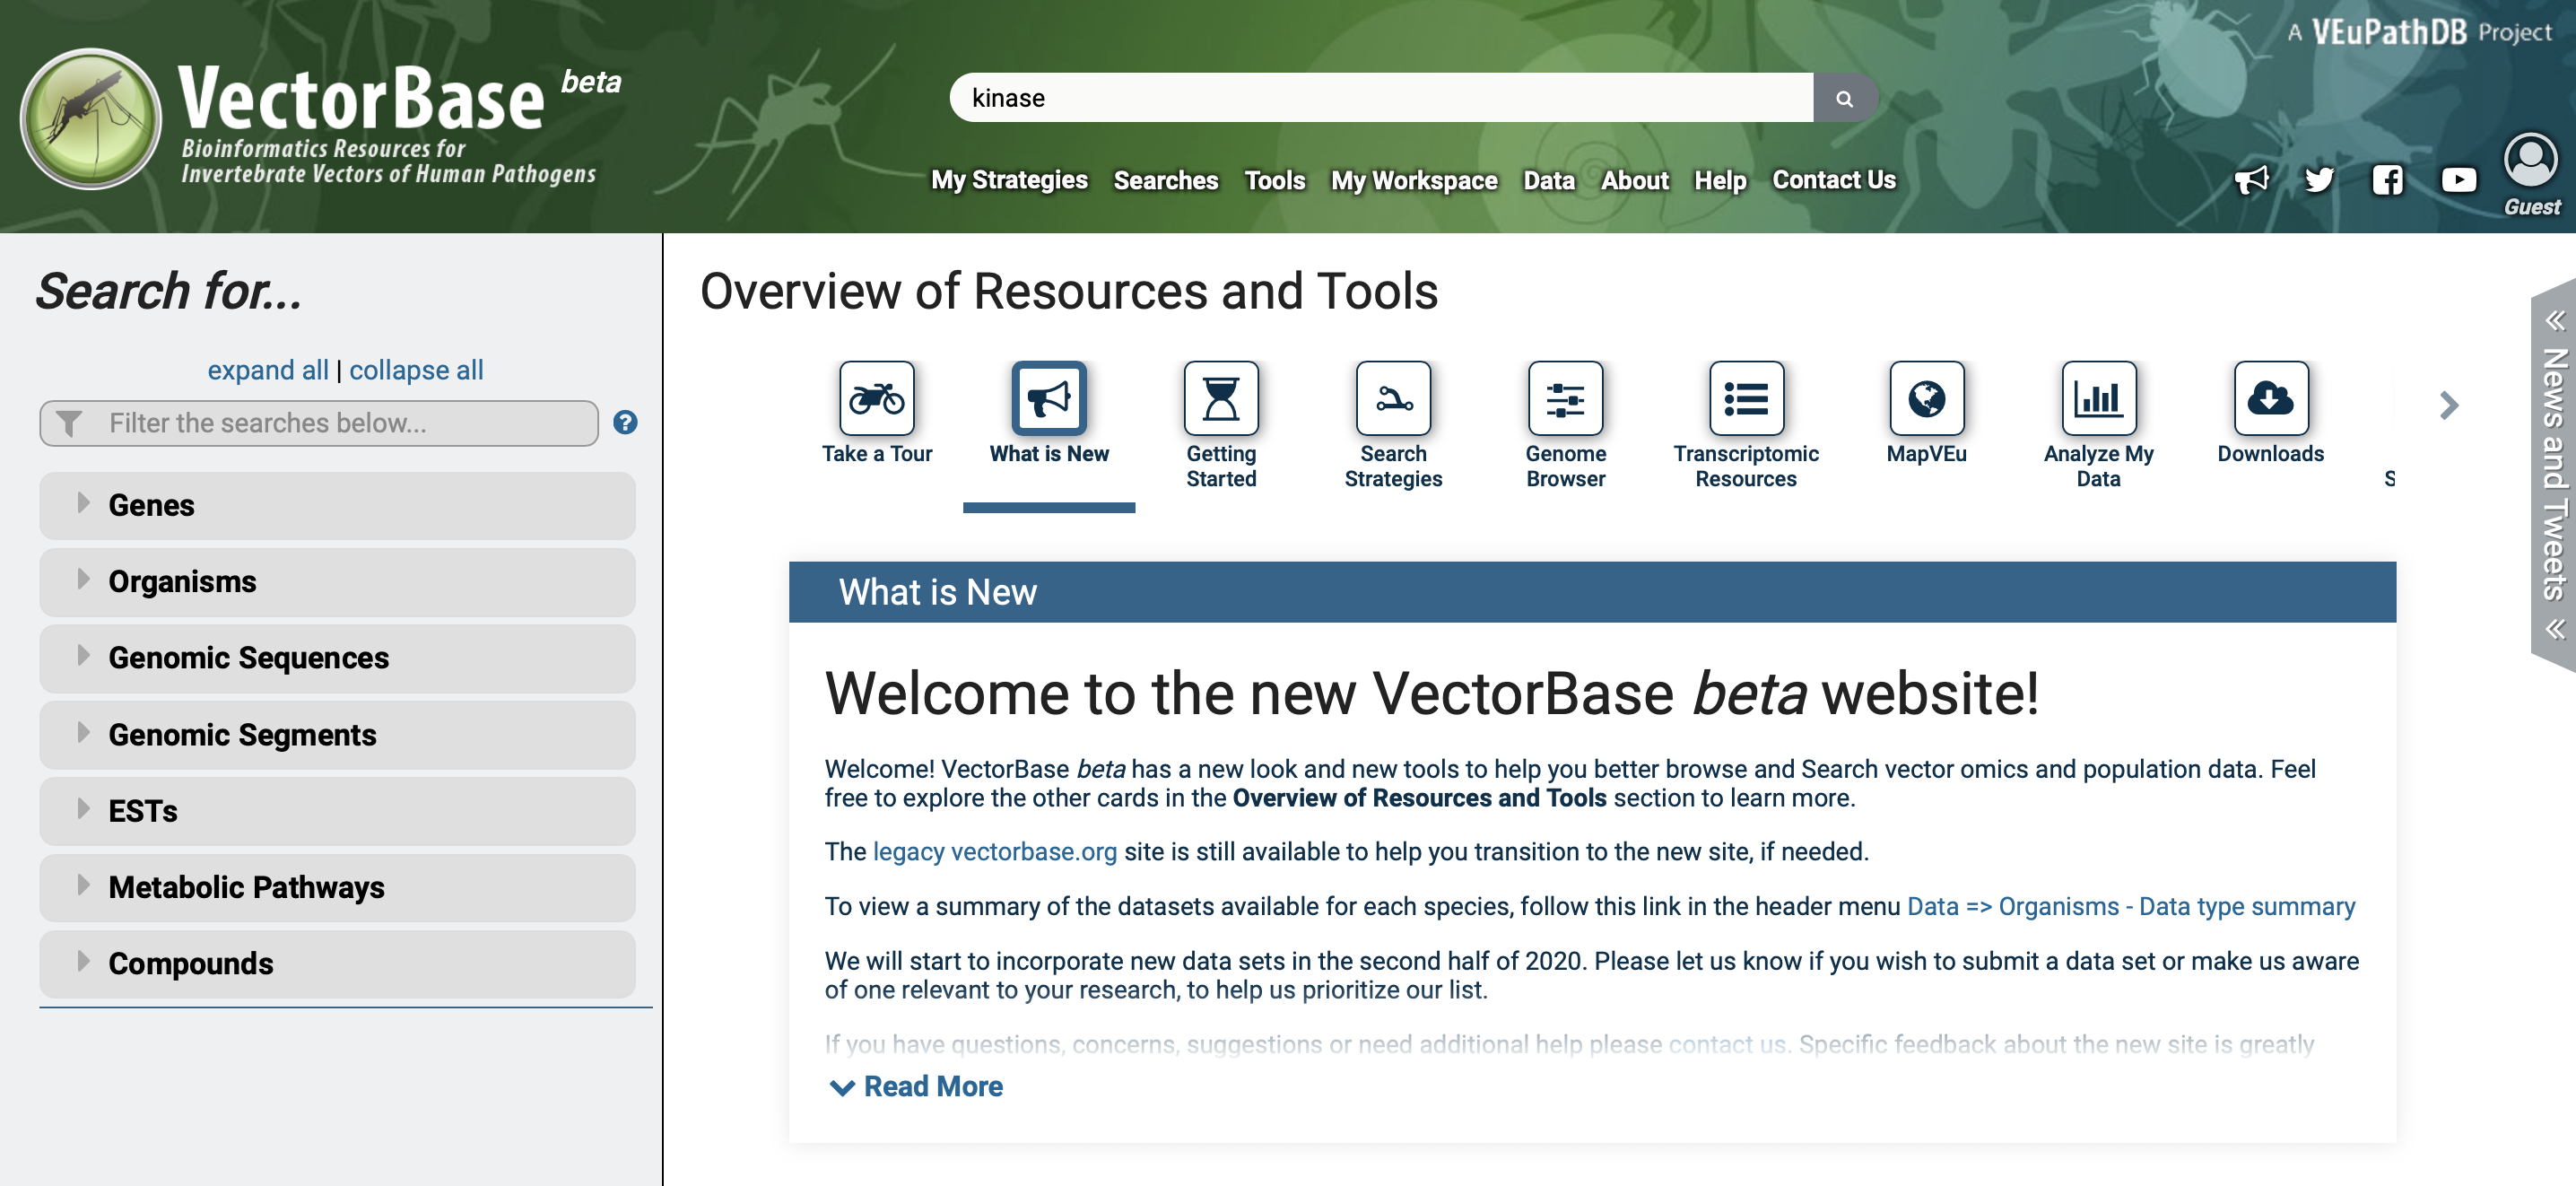 A VEuPathDB Project
VectorBase beta
Bioinformatics Resources for
Invertebrate Vectors of Human Pathogens
kinase
My Strategies Searches Tools My Workspace Data About Help Contact Us
Guest
Search for...
expand all | collapse all
Filter the searches below...
Genes
Organisms
Genomic Sequences
Genomic Segments
ESTs
Metabolic Pathways
Compounds
Overview of Resources and Tools
Take a Tour
What is New
Getting
Started
Search
Strategies
Genome
Browser
Transcriptomic
Resources
MapVEu
Analyze My
Data
Downloads
S
What is New
Welcome to the new VectorBase beta website!
Welcome! VectorBase beta has a new look and new tools to help you better browse and Search vector omics and population data. Feel
free to explore the other cards in the Overview of Resources and Tools section to learn more.
The legacy vectorbase.org site is still available to help you transition to the new site, if needed.
To view a summary of the datasets available for each species, follow this link in the header menu Data => Organisms - Data type summary
We will start to incorporate new data sets in the second half of 2020. Please let us know if you wish to submit a data set or make us aware
of one relevant to your research, to help us prioritize our list.
If you have questions, concerns, suggestions or need additional help please contact us. Specific feedback about the new site is greatly
Read More
News and Tweets